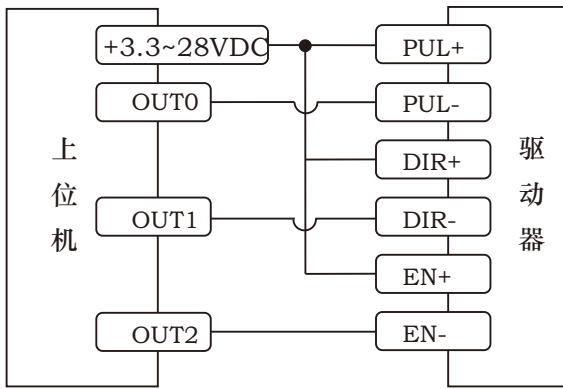 上位机
+3.3~28VDC
OUT0
OUT1
OUT2
PUL+
PUL-
DIR+
DIR-
EN+
EN-
驱动器